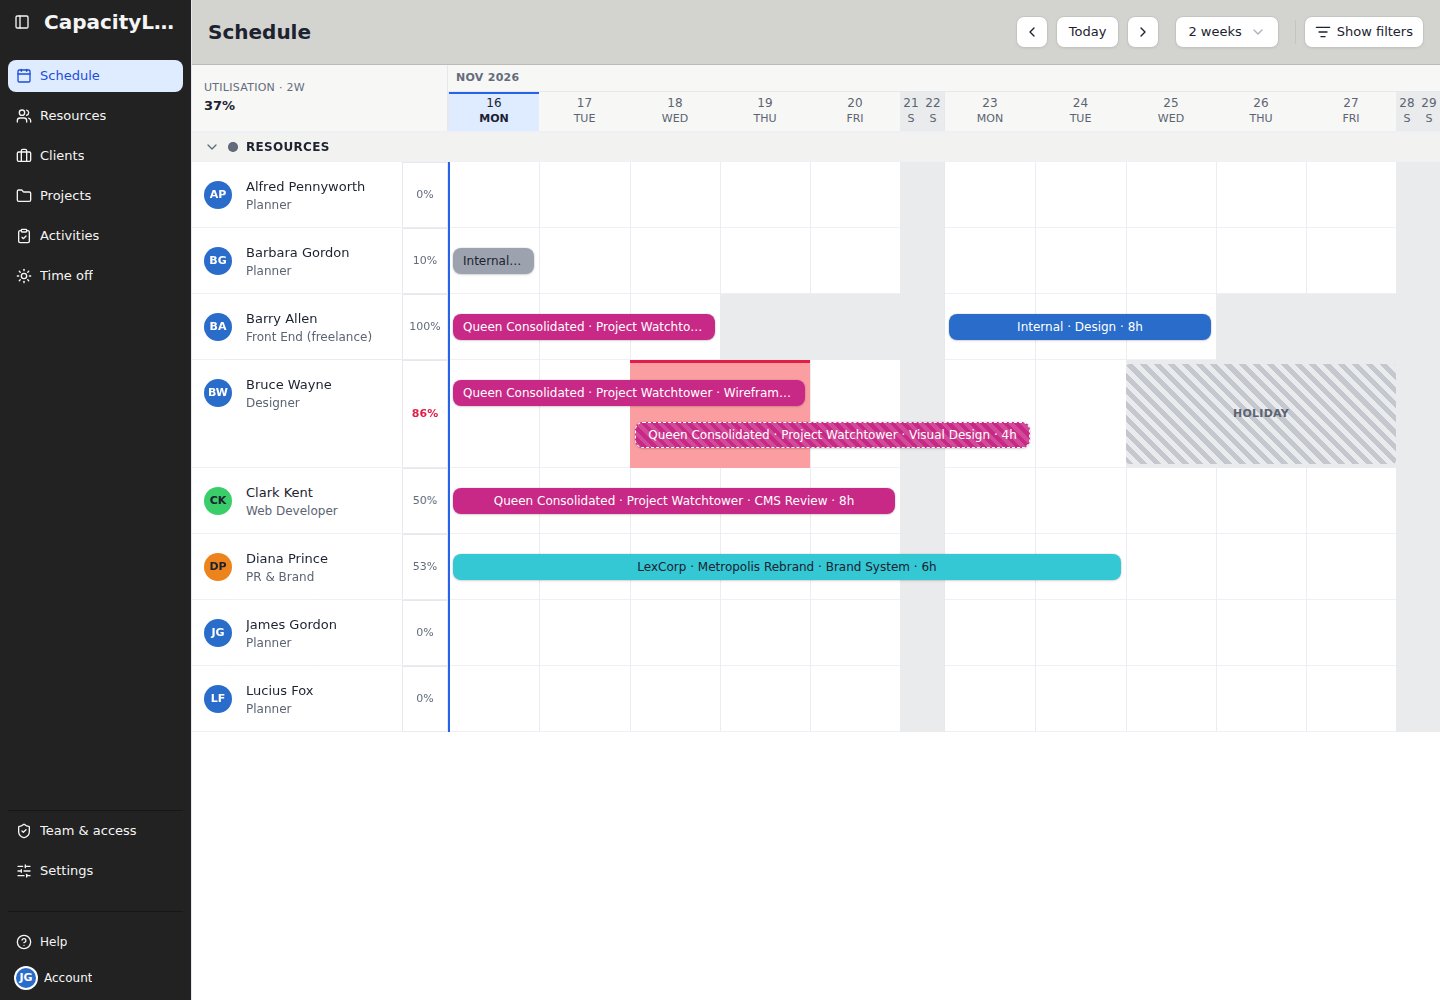 CapacityL...
Schedule
Resources
Clients
Projects
Activities
Time off
Team & access
Settings
Help
JG Account
Schedule
Today
2 weeks
Show filters
UTILISATION · 2W
37%
NOV 2026
16 17 18 19 20 21 22 23 24 25 26 27 28 29
MON TUE WED THU FRI S S MON TUE WED THU FRI S S
RESOURCES
AP Alfred Pennyworth
Planner
0%
BG Barbara Gordon
Planner
10%
Internal...
BA Barry Allen
Front End (freelance)
100%
Queen Consolidated · Project Watchto...
Internal · Design · 8h
BW Bruce Wayne
Designer
86%
Queen Consolidated · Project Watchtower · Wirefram...
Queen Consolidated · Project Watchtower · Visual Design · 4h
HOLIDAY
CK Clark Kent
Web Developer
50%
Queen Consolidated · Project Watchtower · CMS Review · 8h
DP Diana Prince
PR & Brand
53%
LexCorp · Metropolis Rebrand · Brand System · 6h
JG James Gordon
Planner
0%
LF Lucius Fox
Planner
0%